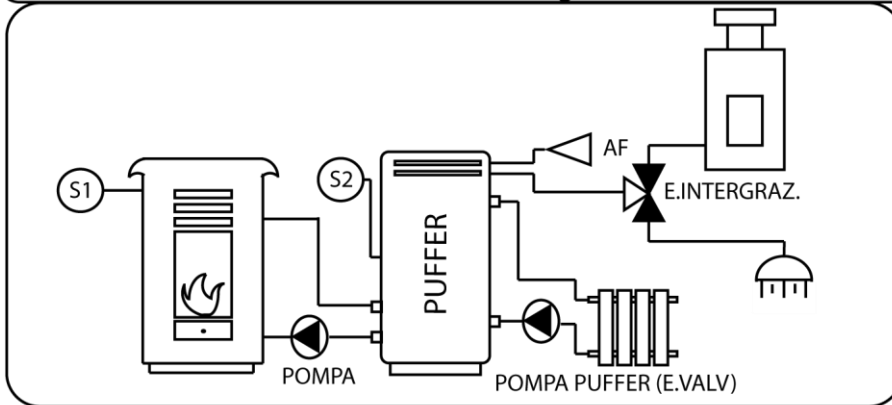 AF
S1
S2
E.INTERGRAZ.
PUFFER
POMPA
POMPA PUFFER (E.VALV)